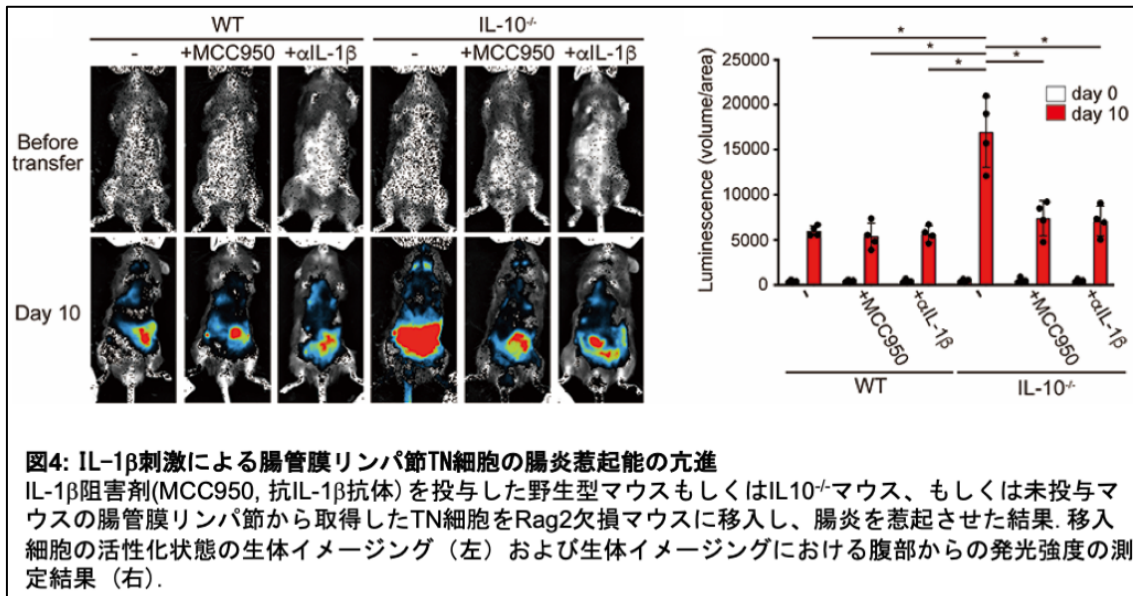 WT
IL-10-/-
- +MCC950 +αIL-1β - +MCC950 +αIL-1β
Before
transfer
Day 10
Luminescence (volume/area)
25000
20000
15000
10000
5000
0
* *
* *
* *
day 0
day 10
- +MCC950 +αIL-1β - +MCC950 +αIL-1β
WT IL-10-/-
図4: IL-1β刺激による腸管膜リンパ節TN細胞の腸炎惹起能の亢進
IL-1β阻害剤(MCC950, 抗IL-1β抗体)を投与した野生型マウスもしくはIL10-/-マウス、もしくは未投与マ
ウスの腸管膜リンパ節から取得したTN細胞をRag2欠損マウスに移入し、腸炎を惹起させた結果. 移入
細胞の活性化状態の生体イメージング（左）および生体イメージングにおける腹部からの発光強度の測
定結果（右）.